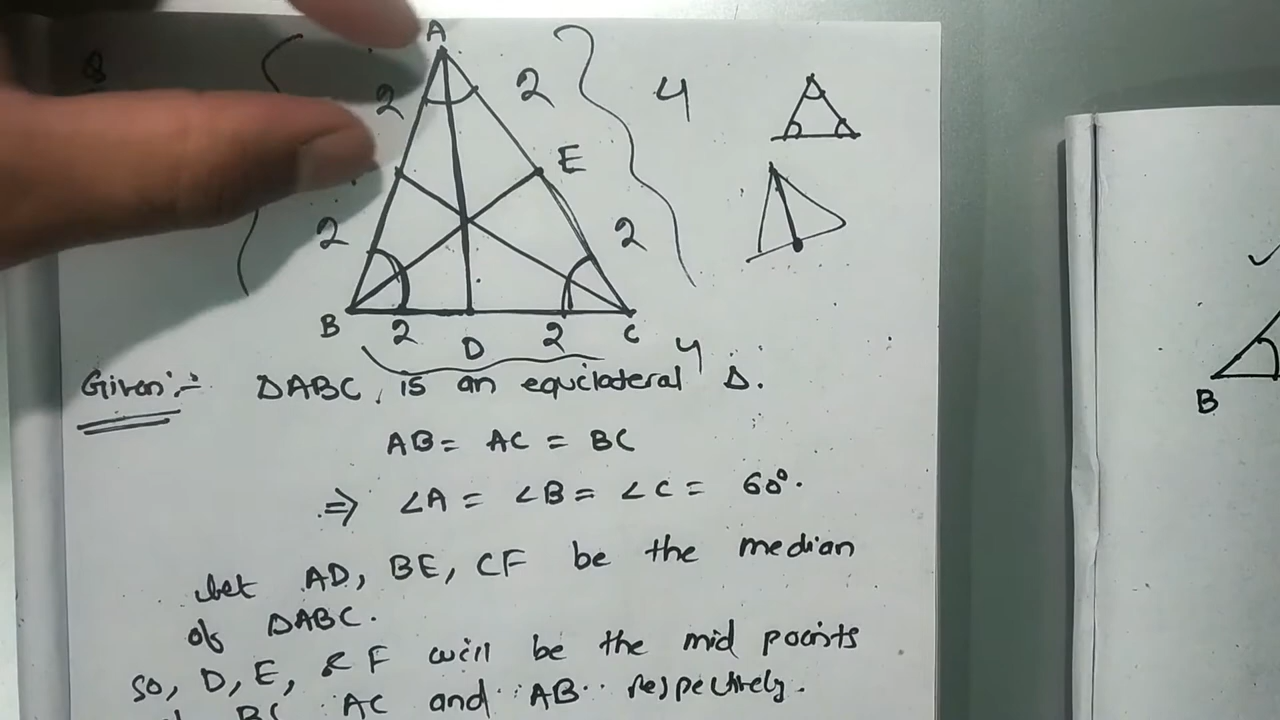 A
2 2 4
E
2 2
B 2 D 2 C 4
Given:- ΔABC is an equilateral Δ.
AB = AC = BC
⇒ ∠A = ∠B = ∠C = 60°.
let AD, BE, CF be the median
of ΔABC.
so, D, E, & F will be the mid points
BC AC and AB respectively.
B